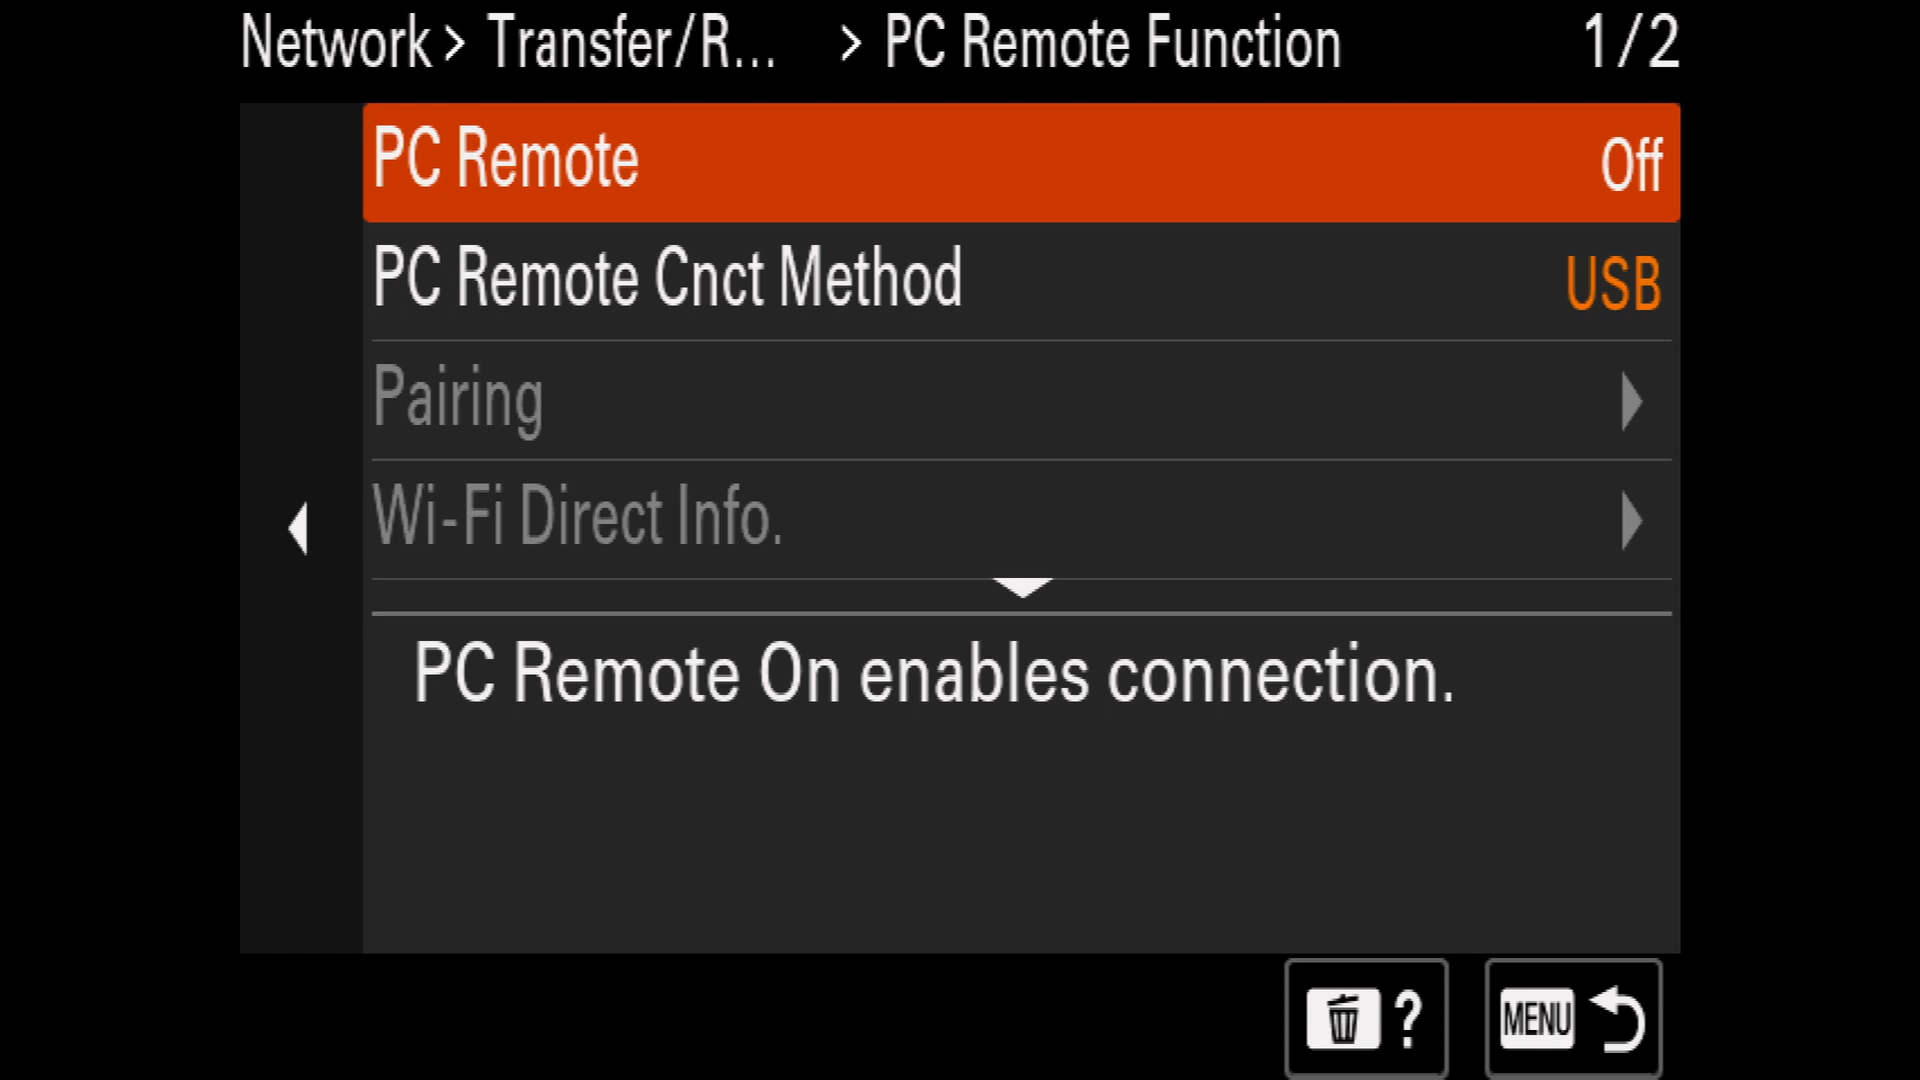 Network > Transfer/R... > PC Remote Function 1/2
PC Remote Off
PC Remote Cnct Method USB
Pairing
Wi-Fi Direct Info.
PC Remote On enables connection.
? MENU